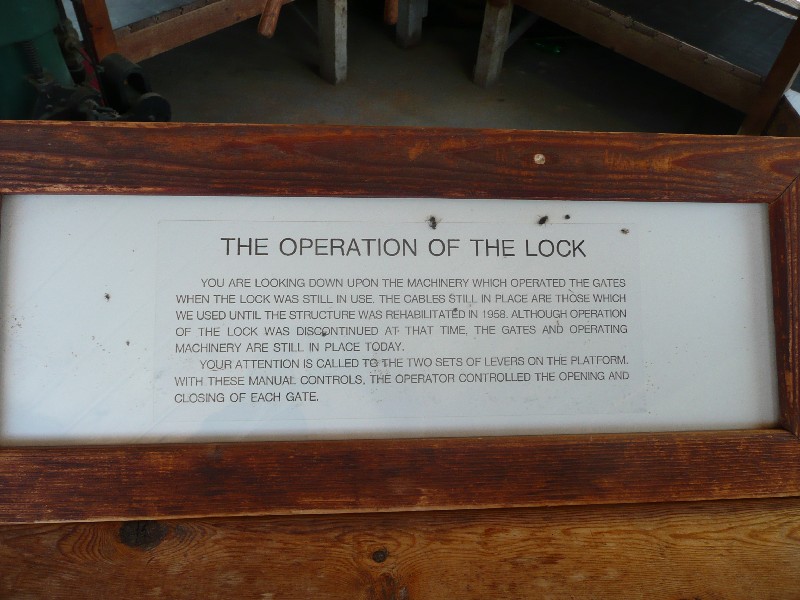 THE OPERATION OF THE LOCK
YOU ARE LOOKING DOWN UPON THE MACHINERY WHICH OPERATED THE GATES
WHEN THE LOCK WAS STILL IN USE. THE CABLES STILL IN PLACE ARE THOSE WHICH
WE USED UNTIL THE STRUCTURE WAS REHABILITATED IN 1958. ALTHOUGH OPERATION
OF THE LOCK WAS DISCONTINUED AT THAT TIME, THE GATES AND OPERATING
MACHINERY ARE STILL IN PLACE TODAY.
YOUR ATTENTION IS CALLED TO THE TWO SETS OF LEVERS ON THE PLATFORM.
WITH THESE MANUAL CONTROLS, THE OPERATOR CONTROLLED THE OPENING AND
CLOSING OF EACH GATE.